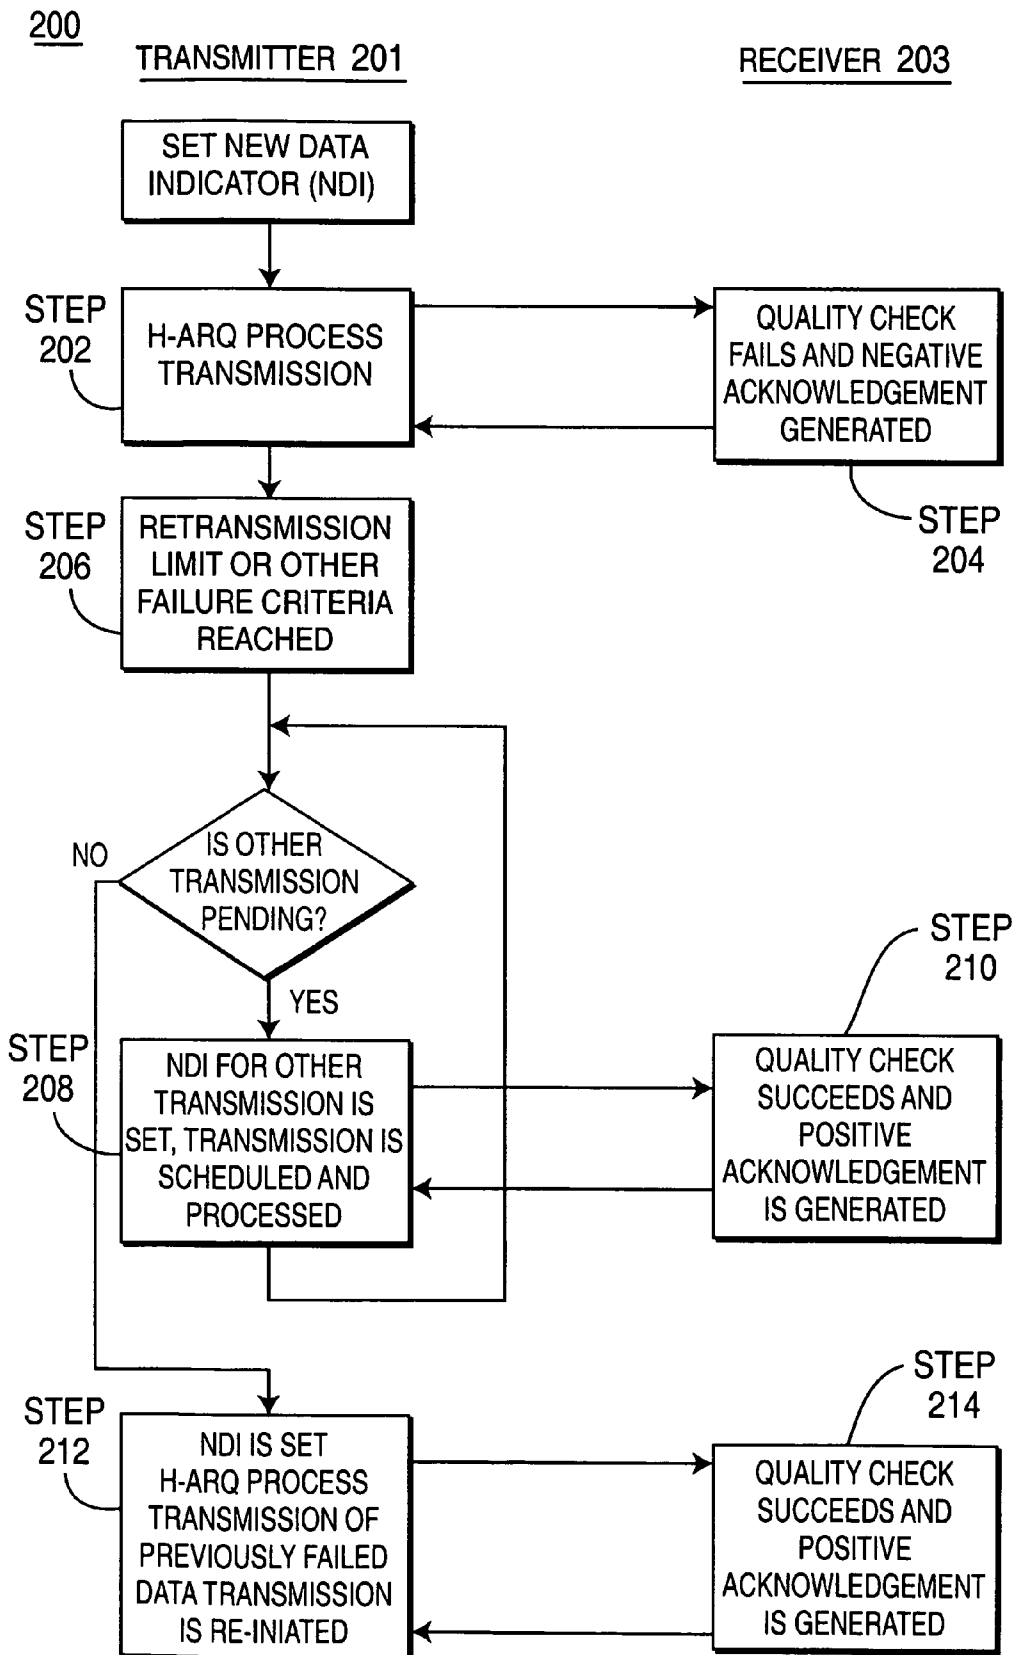 200
TRANSMITTER 201
RECEIVER 203
SET NEW DATA
INDICATOR (NDI)
STEP
202
H-ARQ PROCESS
TRANSMISSION
QUALITY CHECK
FAILS AND NEGATIVE
ACKNOWLEDGEMENT
GENERATED
STEP
204
STEP
206
RETRANSMISSION
LIMIT OR OTHER
FAILURE CRITERIA
REACHED
NO
IS OTHER
TRANSMISSION
PENDING?
YES
STEP
208
NDI FOR OTHER
TRANSMISSION IS
SET, TRANSMISSION IS
SCHEDULED AND
PROCESSED
STEP
210
QUALITY CHECK
SUCCEEDS AND
POSITIVE
ACKNOWLEDGEMENT
IS GENERATED
STEP
212
NDI IS SET
H-ARQ PROCESS
TRANSMISSION OF
PREVIOUSLY FAILED
DATA TRANSMISSION
IS RE-INIATED
STEP
214
QUALITY CHECK
SUCCEEDS AND
POSITIVE
ACKNOWLEDGEMENT
IS GENERATED